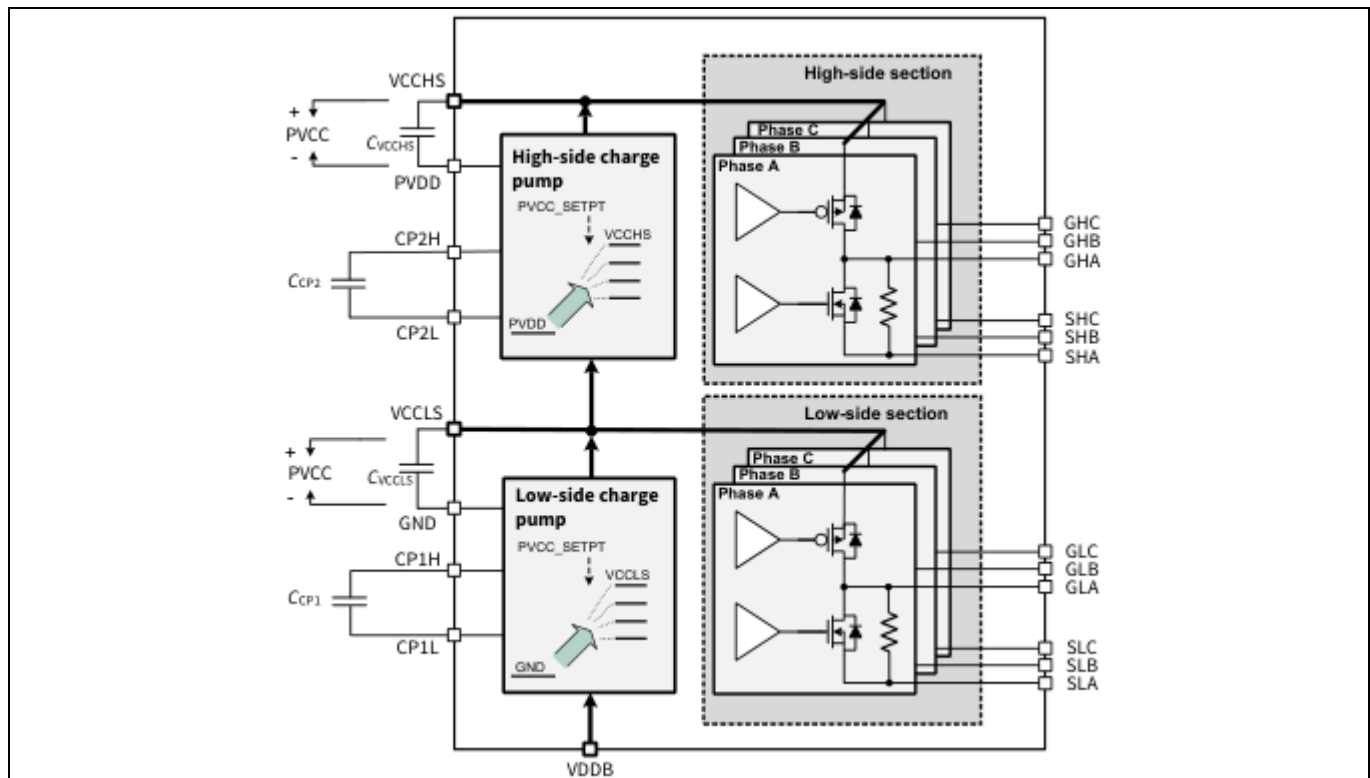 VCCHS
+
PVCC
-
CVCCHS
PVDD
CP2H
CCP2
CP2L
High-side charge
pump
PVCC_SETPT
VCCHS
PVDD
High-side section
Phase C
Phase B
Phase A
GHC
GHB
GHA
SHC
SHB
SHA
VCCLS
+
PVCC
-
CVCCLS
GND
CP1H
CCP1
CP1L
Low-side charge
pump
PVCC_SETPT
VCCLS
GND
VDDB
Low-side section
Phase C
Phase B
Phase A
GLC
GLB
GLA
SLC
SLB
SLA